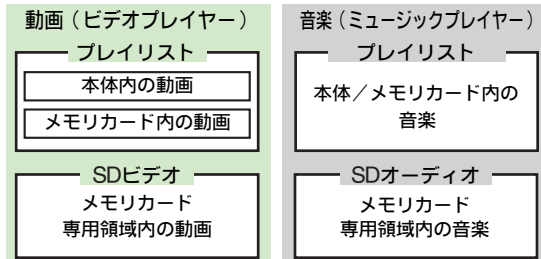 動画（ビデオプレイヤー）
プレイリスト
本体内の動画
メモリカード内の動画
SDビデオ
メモリカード
専用領域内の動画
音楽（ミュージックプレイヤー）
プレイリスト
本体／メモリカード内の
音楽
SDオーディオ
メモリカード
専用領域内の音楽